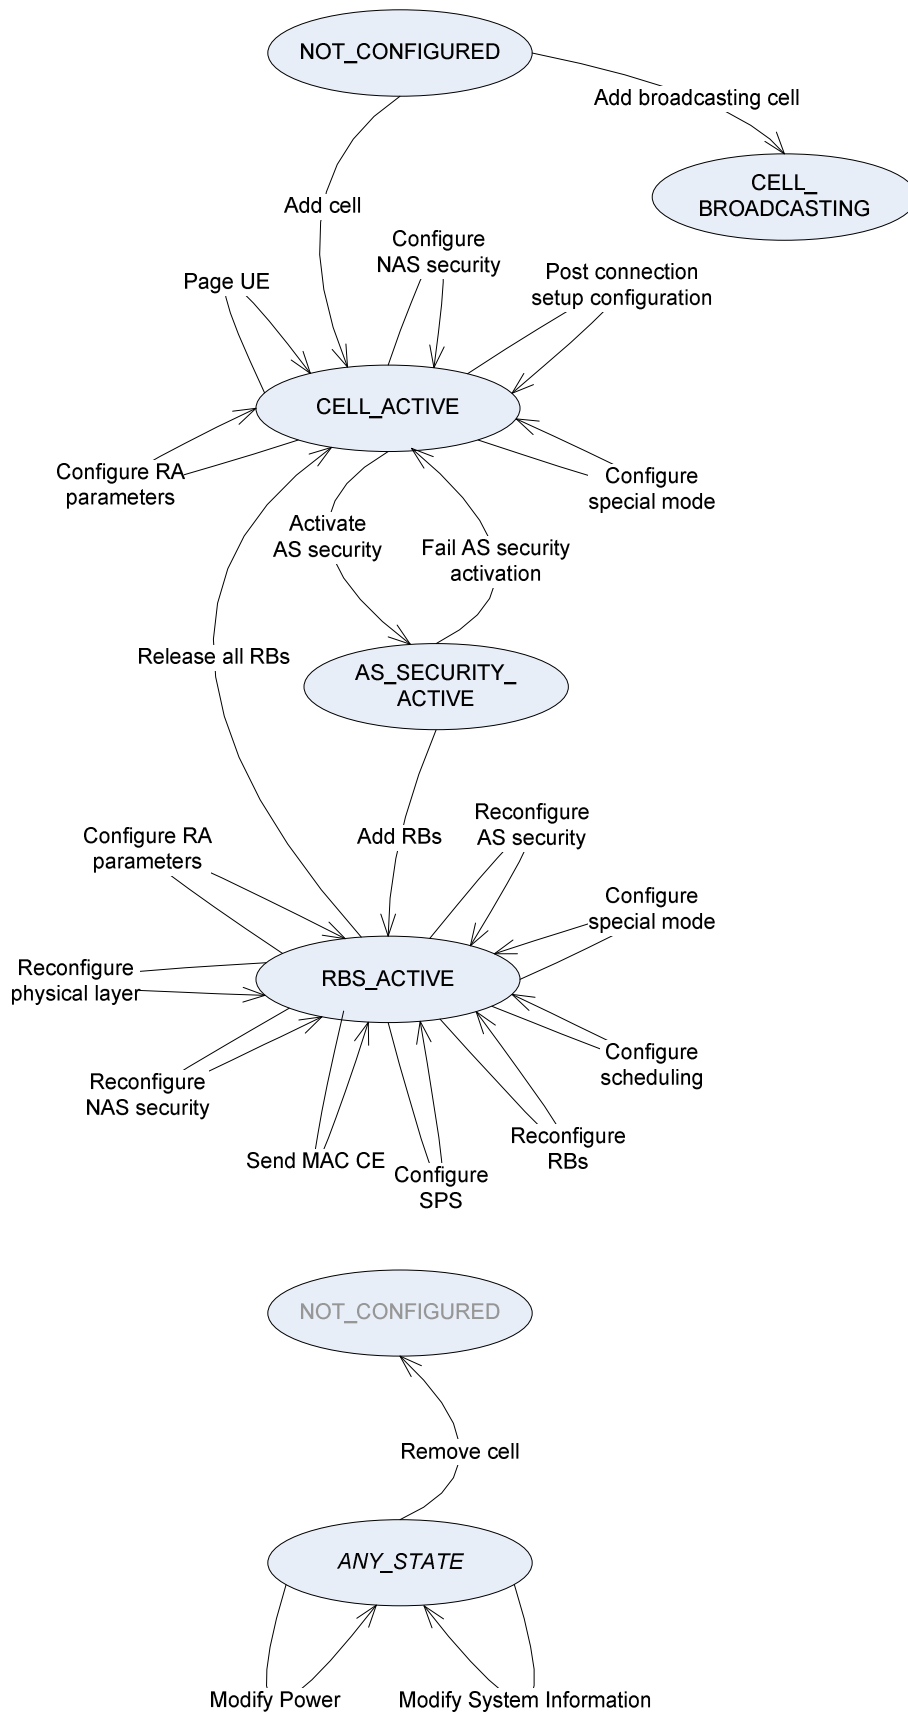 NOT_CONFIGURED
Add broadcasting cell
CELL_
BROADCASTING
Add cell
Configure
NAS security
Page UE
Post connection
setup configuration
CELL_ACTIVE
Configure RA
parameters
Configure
special mode
Activate
AS security
Fail AS security
activation
Release all RBs
AS_SECURITY_
ACTIVE
Configure RA
parameters
Add RBs
Reconfigure
AS security
Configure
special mode
Reconfigure
physical layer
RBS_ACTIVE
Configure
scheduling
Reconfigure
NAS security
Send MAC CE
Configure
SPS
Reconfigure
RBs
NOT_CONFIGURED
Remove cell
ANY_STATE
Modify Power
Modify System Information